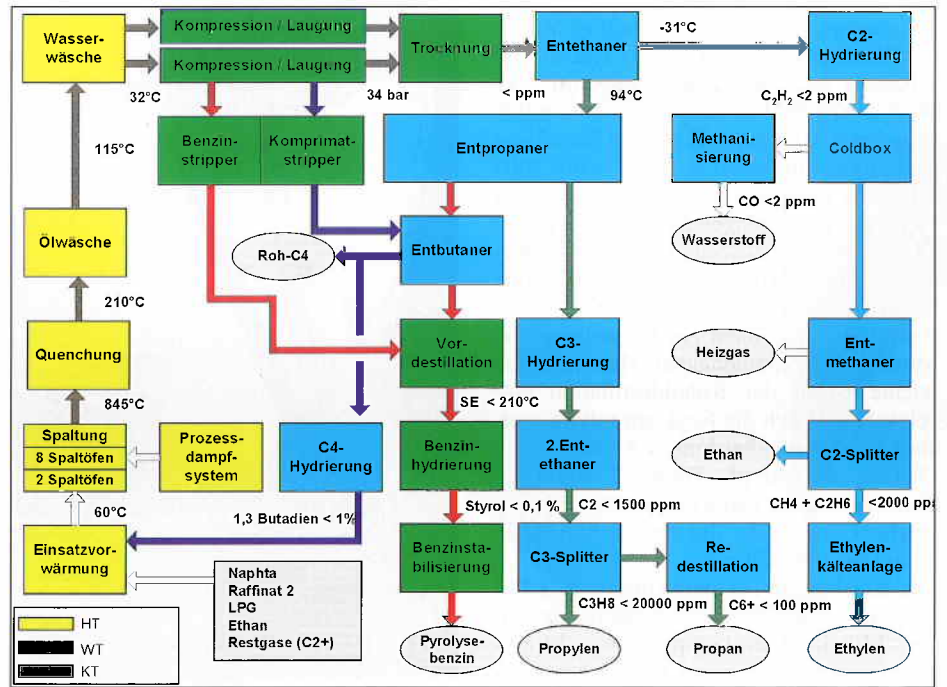 Wasser-
wäsche
Kompression / Laugung
Kompression / Laugung
Trocknung
Entethaner
-31°C
C2-
Hydrierung
32°C
34 bar
< ppm
94°C
C₂H₂ <2 ppm
Benzin-
stripper
Komprimat-
stripper
Entpropaner
Methani-
sierung
Coldbox
115°C
CO <2 ppm
Ölwäsche
Roh-C4
Entbutaner
Wasserstoff
210°C
Quenchung
Vor-
destillation
C3-
Hydrierung
Heizgas
Ent-
methaner
845°C
SE < 210°C
Spaltung
8 Spaltöfen
2 Spaltöfen
Prozess-
dampf-
system
C4-
Hydrierung
Benzin-
hydrierung
2.Ent-
ethaner
Ethan
C2-Splitter
60°C
1,3 Butadien < 1%
Styrol < 0,1 %
C2 < 1500 ppm
CH4 + C2H6
<2000 pp
Einsatzvor-
wärmung
Benzinsta-
bilisierung
C3-Splitter
Re-
destillation
Ethylen-
kälteanlage
Naphta
Raffinat 2
LPG
Ethan
Restgase (C2+)
C3H8 < 20000 ppm
C6+ < 100 ppm
HT
WT
KT
Pyrolyse-
benzin
Propylen
Propan
Ethylen